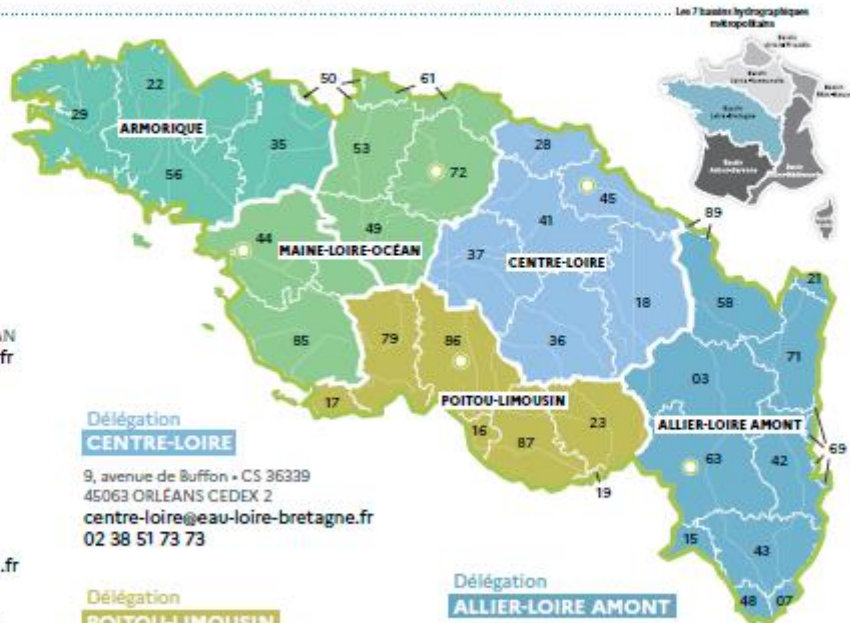 Les 7 bassins hydrographiques
métropolitains
22
29
ARMORIQUE
35
56
50
61
53
72
28
45
41
44
49
MAINE-LOIRE-OCÉAN
37
CENTRE-LOIRE
89
18
58
21
85
79
86
36
71
03
17
POITOU-LIMOUSIN
16
87
23
ALLIER-LOIRE AMONT
69
63
42
19
15
43
48
07
AN
fr
Délégation
CENTRE-LOIRE
9, avenue de Buffon • CS 36339
45063 ORLÉANS CEDEX 2
centre-loire@eau-loire-bretagne.fr
02 38 51 73 73
.fr
Délégation
POITOU-LIMOUSIN
Délégation
ALLIER-LOIRE AMONT